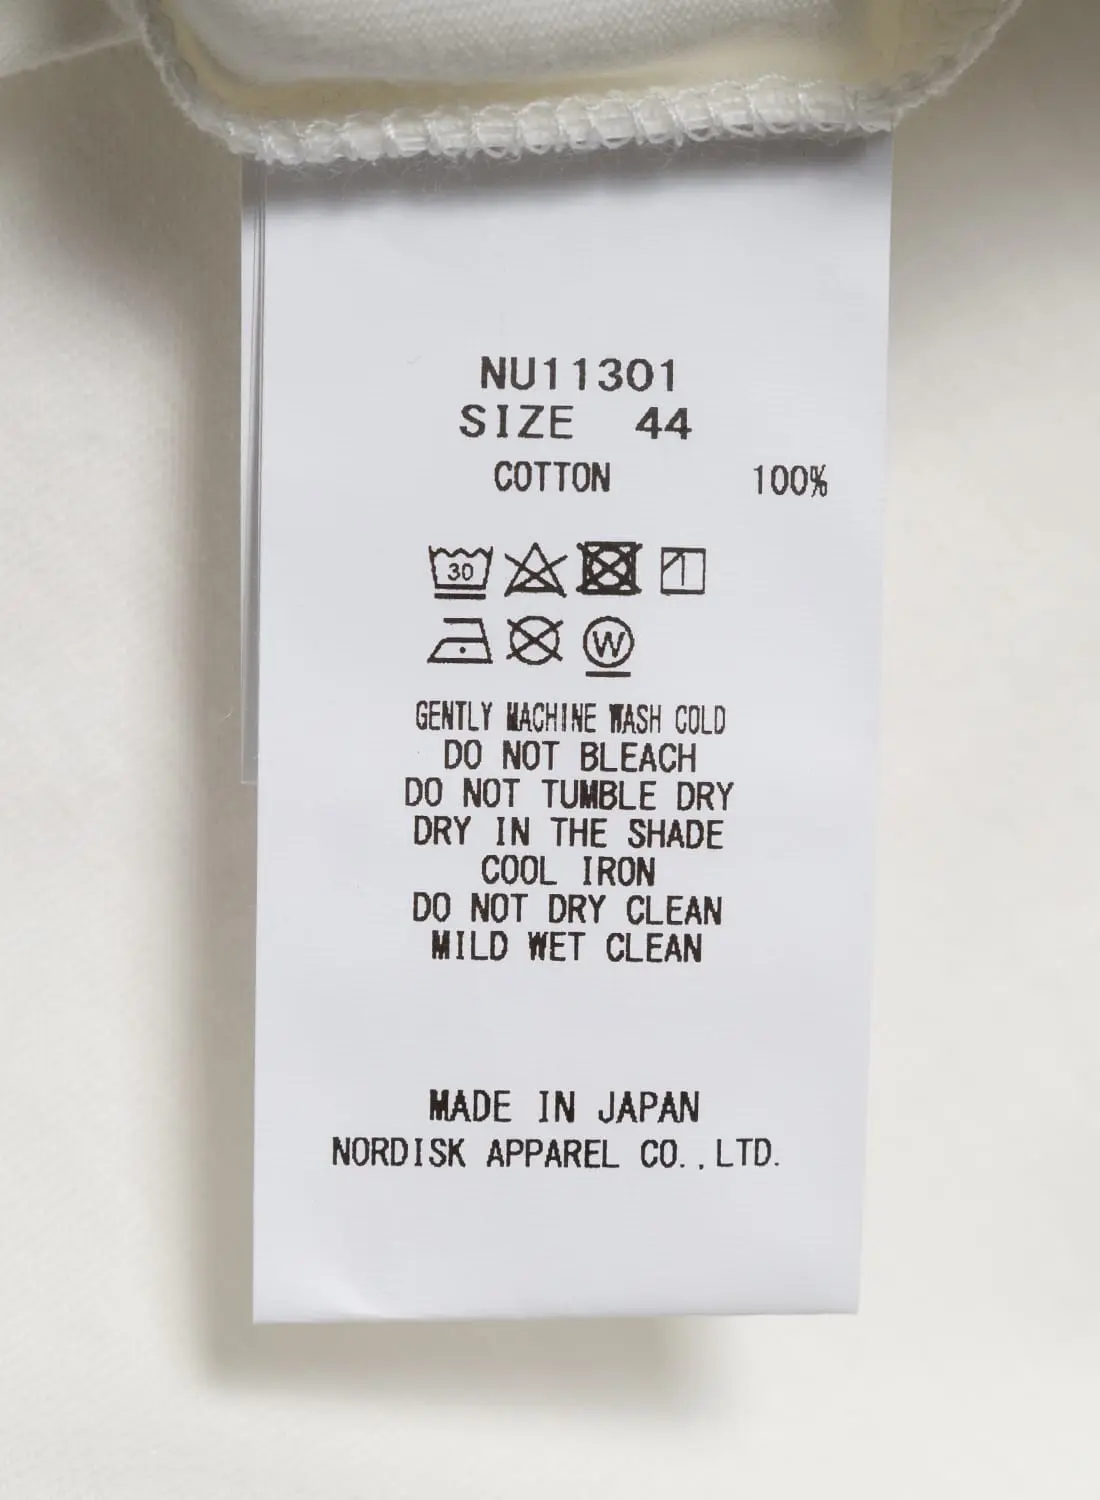 NU11301
SIZE 44
COTTON 100%
30
W
GENTLY MACHINE WASH COLD
DO NOT BLEACH
DO NOT TUMBLE DRY
DRY IN THE SHADE
COOL IRON
DO NOT DRY CLEAN
MILD WET CLEAN
MADE IN JAPAN
NORDISK APPAREL CO.,LTD.